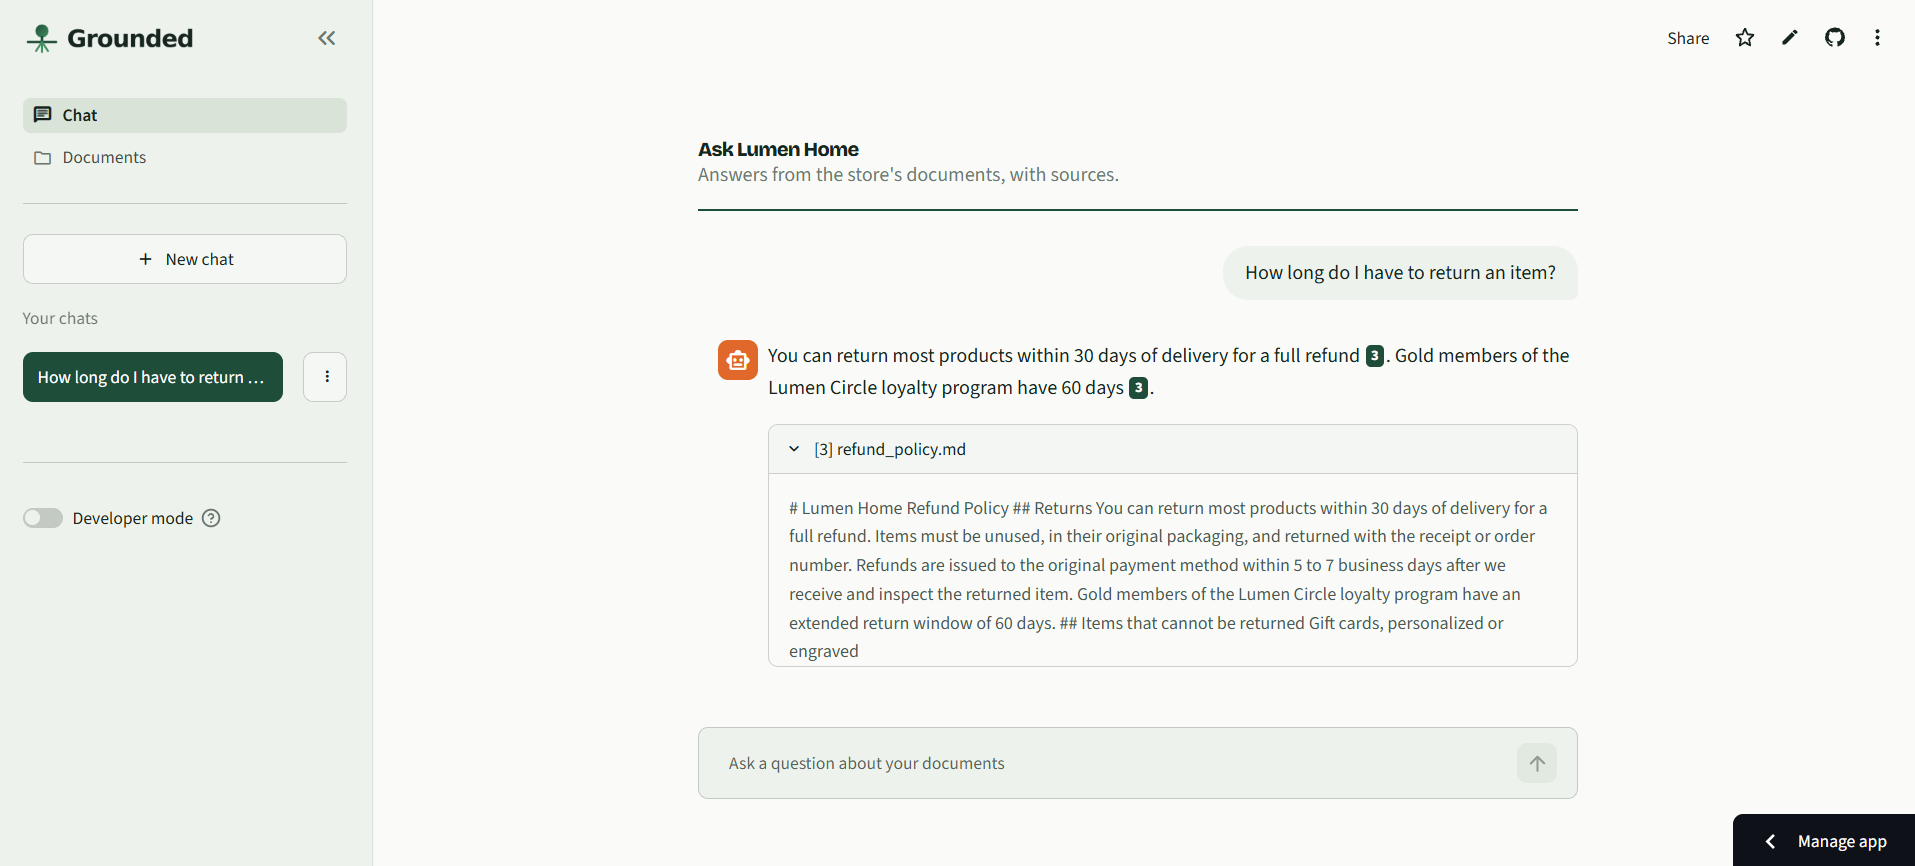 Grounded
Share
Chat
Documents
New chat
Your chats
How long do I have to return ...
Developer mode
Ask Lumen Home
Answers from the store's documents, with sources.
How long do I have to return an item?
You can return most products within 30 days of delivery for a full refund 3. Gold members of the
Lumen Circle loyalty program have 60 days 3.
[3] refund_policy.md
# Lumen Home Refund Policy ## Returns You can return most products within 30 days of delivery for a
full refund. Items must be unused, in their original packaging, and returned with the receipt or order
number. Refunds are issued to the original payment method within 5 to 7 business days after we
receive and inspect the returned item. Gold members of the Lumen Circle loyalty program have an
extended return window of 60 days. ## Items that cannot be returned Gift cards, personalized or
engraved
Ask a question about your documents
Manage app